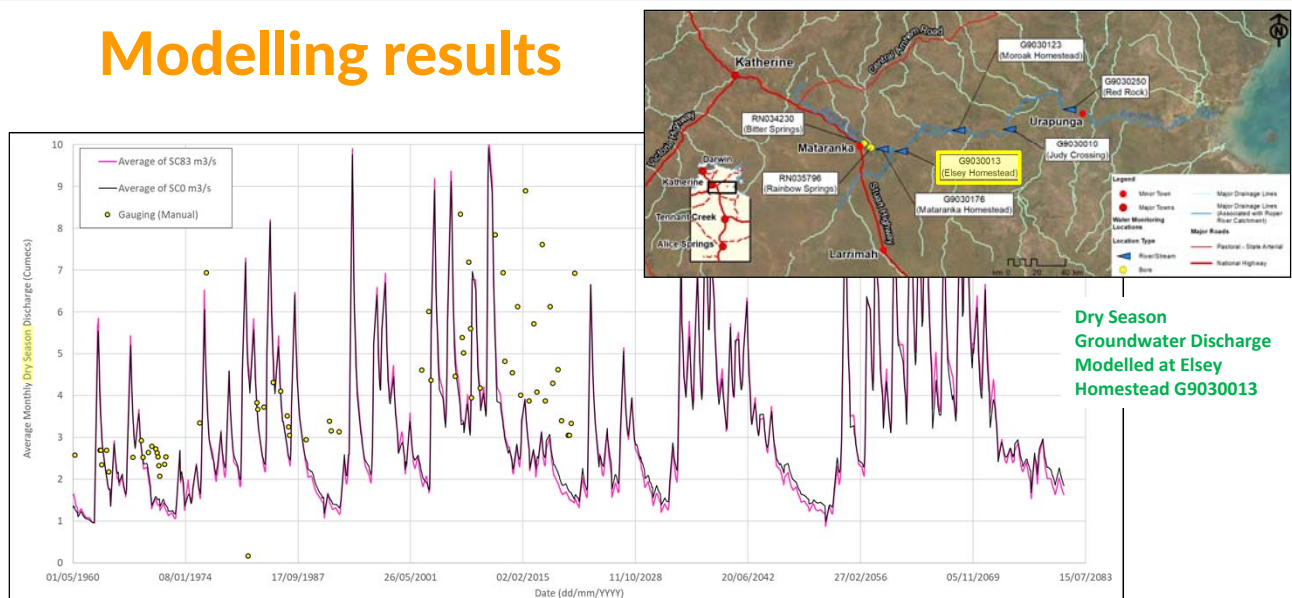 Modelling results
Average of SC83 m3/s
Average of SC0 m3/s
Gauging (Manual)
Average Monthly Dry Season Discharge (Cumecs)
10
9
8
7
6
5
4
3
2
1
0
01/05/1960
08/01/1974
17/09/1987
26/05/2001
02/02/2015
11/10/2028
20/06/2042
27/02/2056
05/11/2069
15/07/2083
Date (dd/mm/YYYY)
Katherine
Central Arnhem Road
Victoria Highway
G9030123
(Moroak Homestead)
G9030250
(Red Rock)
Urapunga
RN034230
(Bitter Springs)
Mataranka
G9030013
(Elsey Homestead)
G9030010
(Judy Crossing)
RN035796
(Rainbow Springs)
G9030176
(Mataranka Homestead)
Stuart Highway
Larrimah
Darwin
Katherine
Tennant Creek
Alice Springs
N
km 0 20 40 km
Legend
Minor Town
Major Towns
Water Monitoring
Locations
Location Type
River/Stream
Bore
Major Drainage Lines
Major Drainage Lines
(Associated with Roper
River Catchment)
Major Roads
Pastoral - State Arterial
National Highway
Dry Season
Groundwater Discharge
Modelled at Elsey
Homestead G9030013